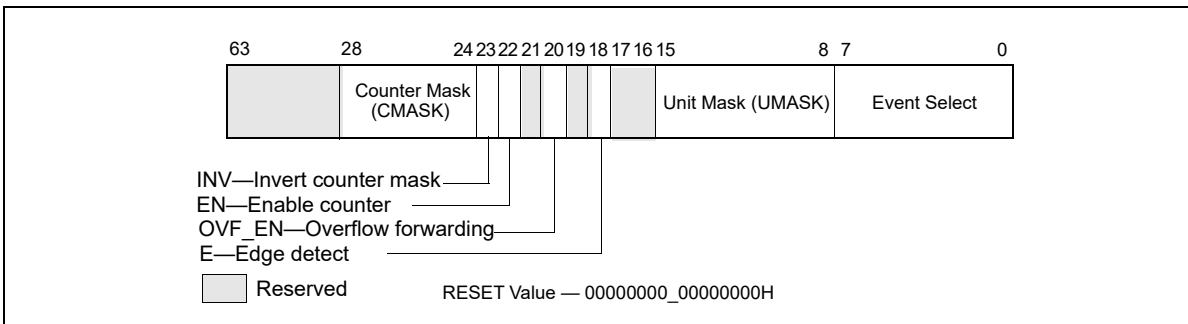 63 28 24 23 22 21 20 19 18 17 16 15 8 7 0
Counter Mask
(CMASK)
Unit Mask (UMASK)
Event Select
INV—Invert counter mask
EN—Enable counter
OVF_EN—Overflow forwarding
E—Edge detect
Reserved
RESET Value — 00000000_00000000H